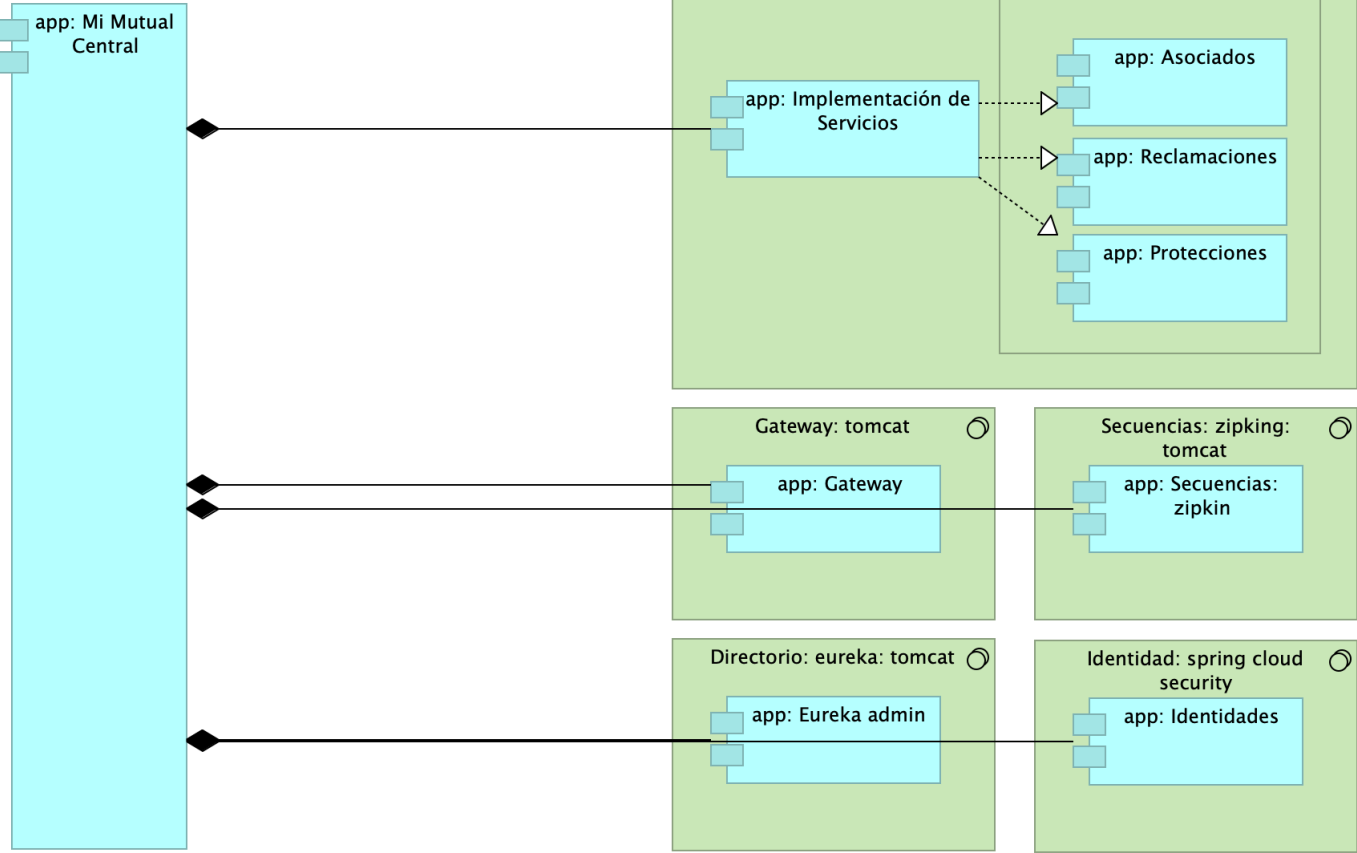 app: Mi Mutual
Central
app: Implementación de
Servicios
app: Asociados
app: Reclamaciones
app: Protecciones
Gateway: tomcat
app: Gateway
Secuencias: zipking:
tomcat
app: Secuencias:
zipkin
Directorio: eureka: tomcat
app: Eureka admin
Identidad: spring cloud
security
app: Identidades